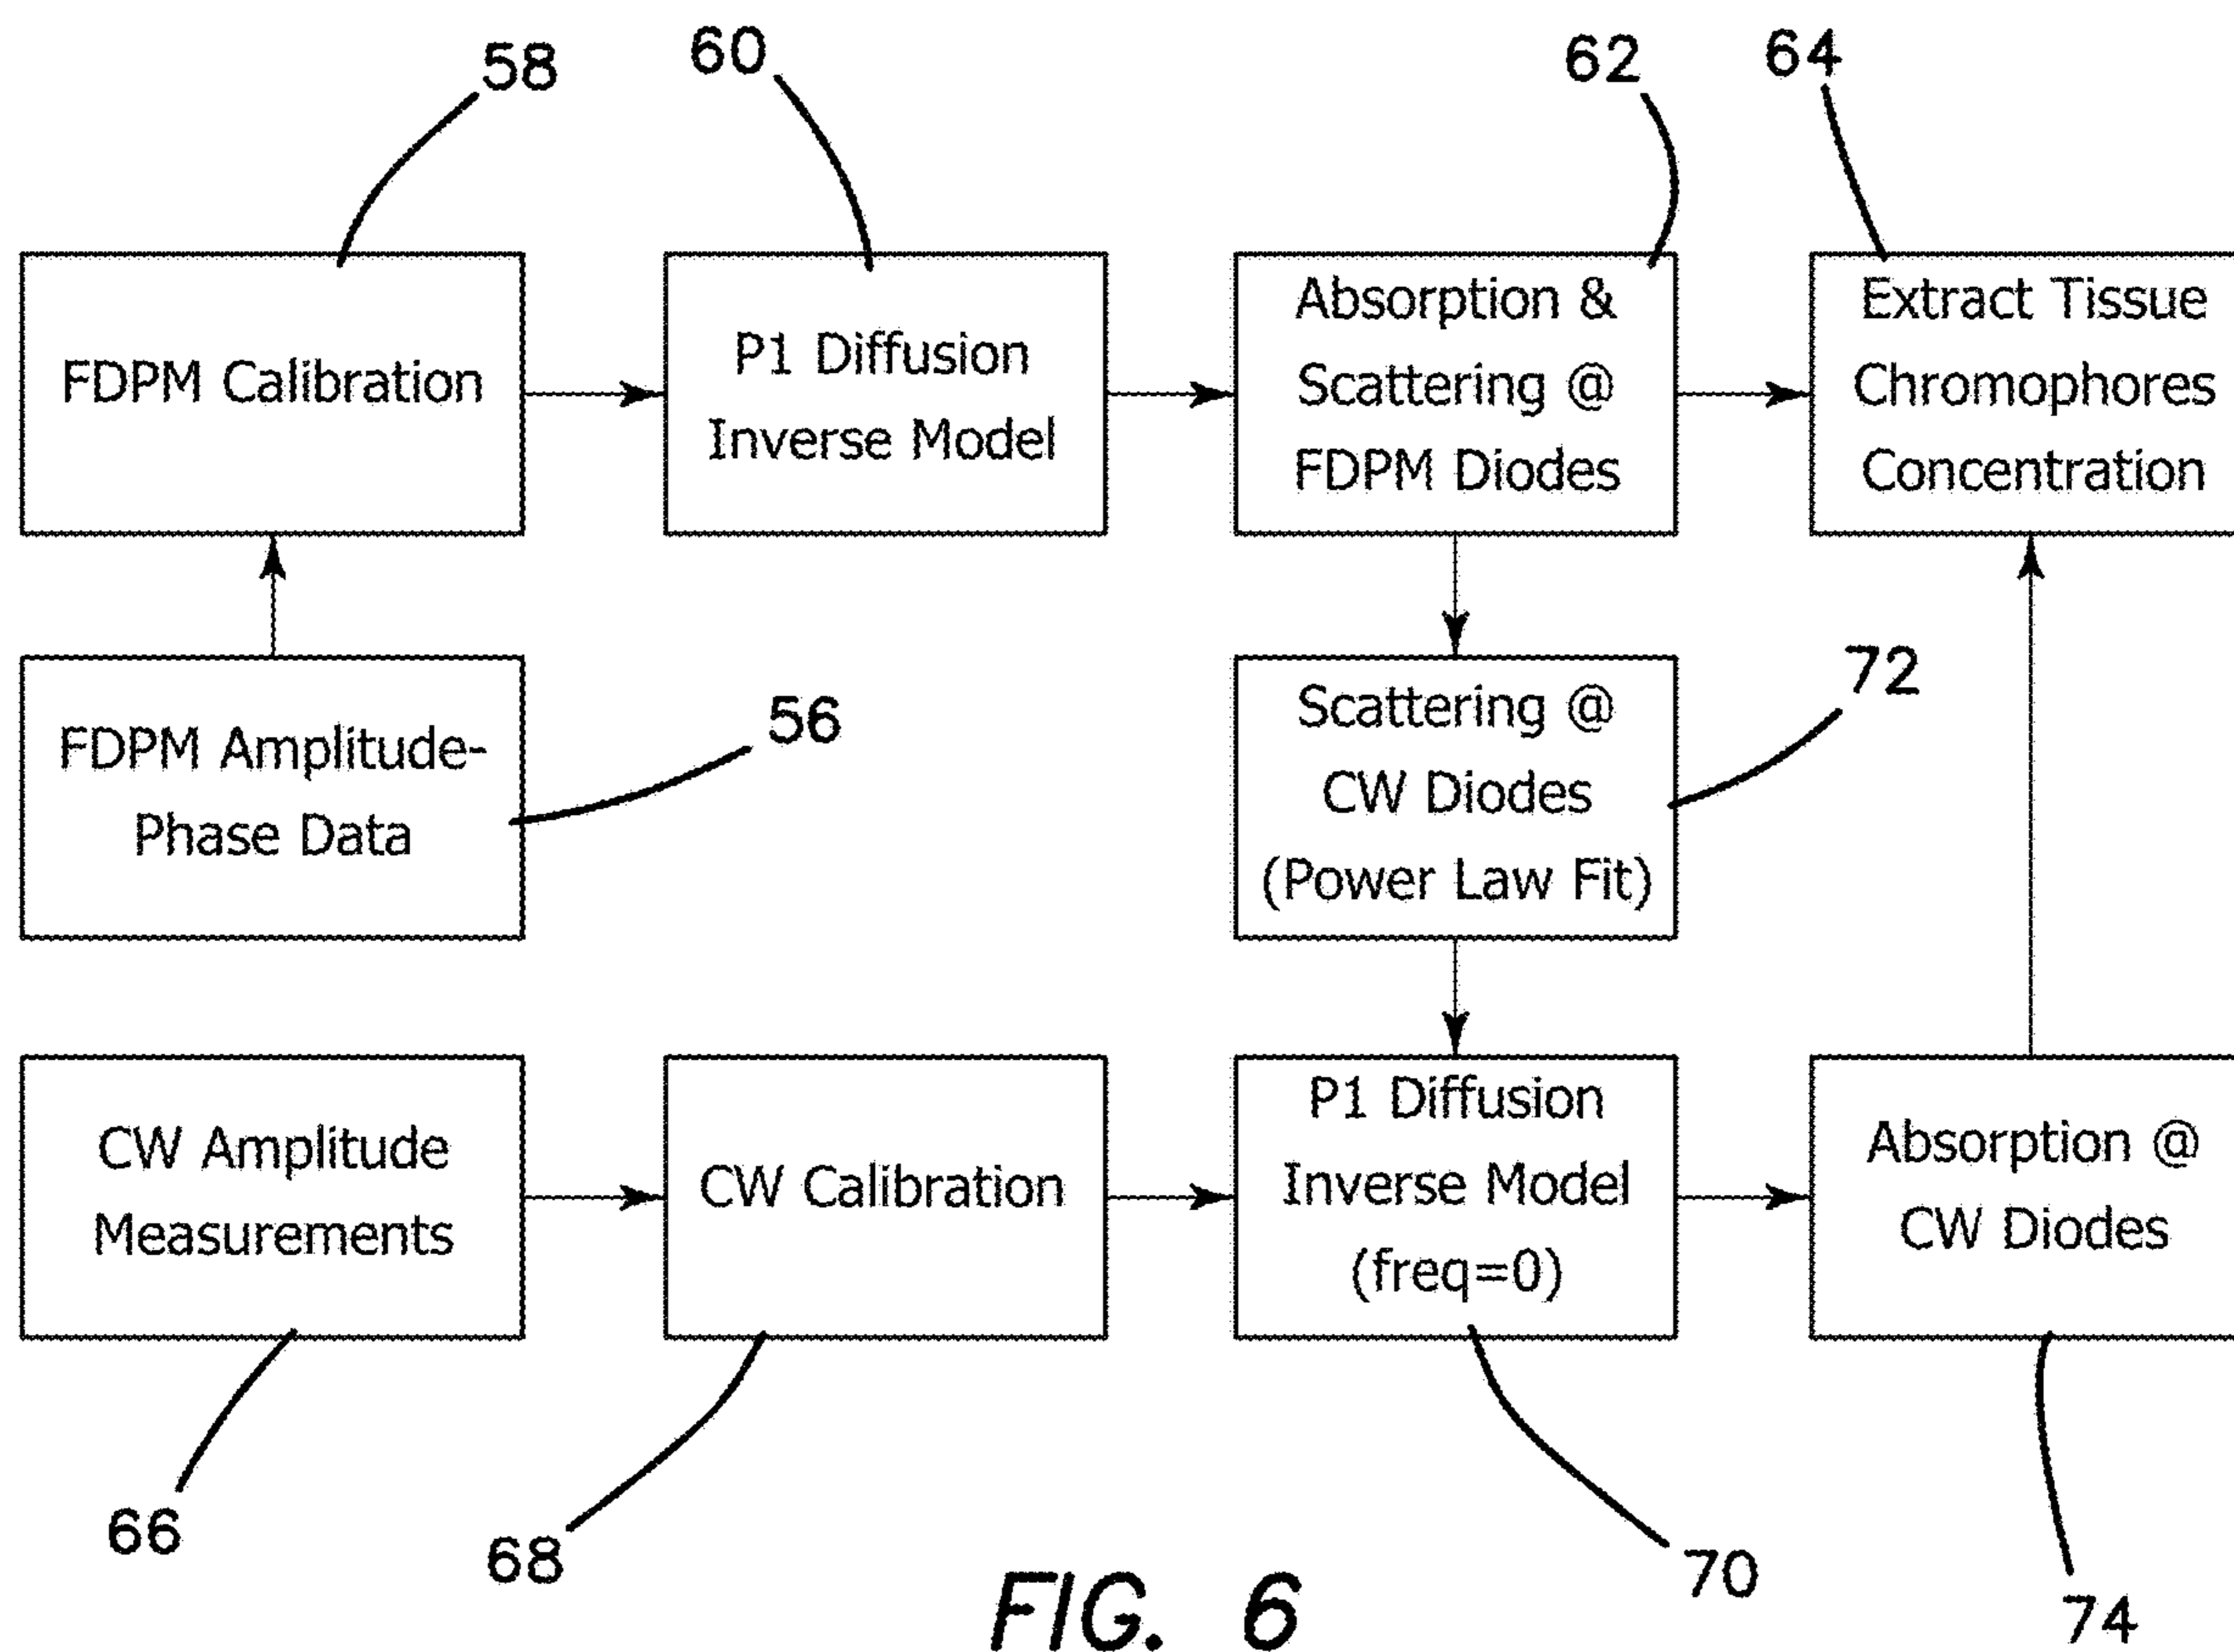 58
60
62
64
FDPM Calibration
P1 Diffusion
Inverse Model
Absorption &
Scattering @
FDPM Diodes
Extract Tissue
Chromophores
Concentration
FDPM Amplitude-
Phase Data
56
Scattering @
CW Diodes
(Power Law Fit)
72
CW Amplitude
Measurements
CW Calibration
P1 Diffusion
Inverse Model
(freq=0)
Absorption @
CW Diodes
66
68
70
74
FIG. 6